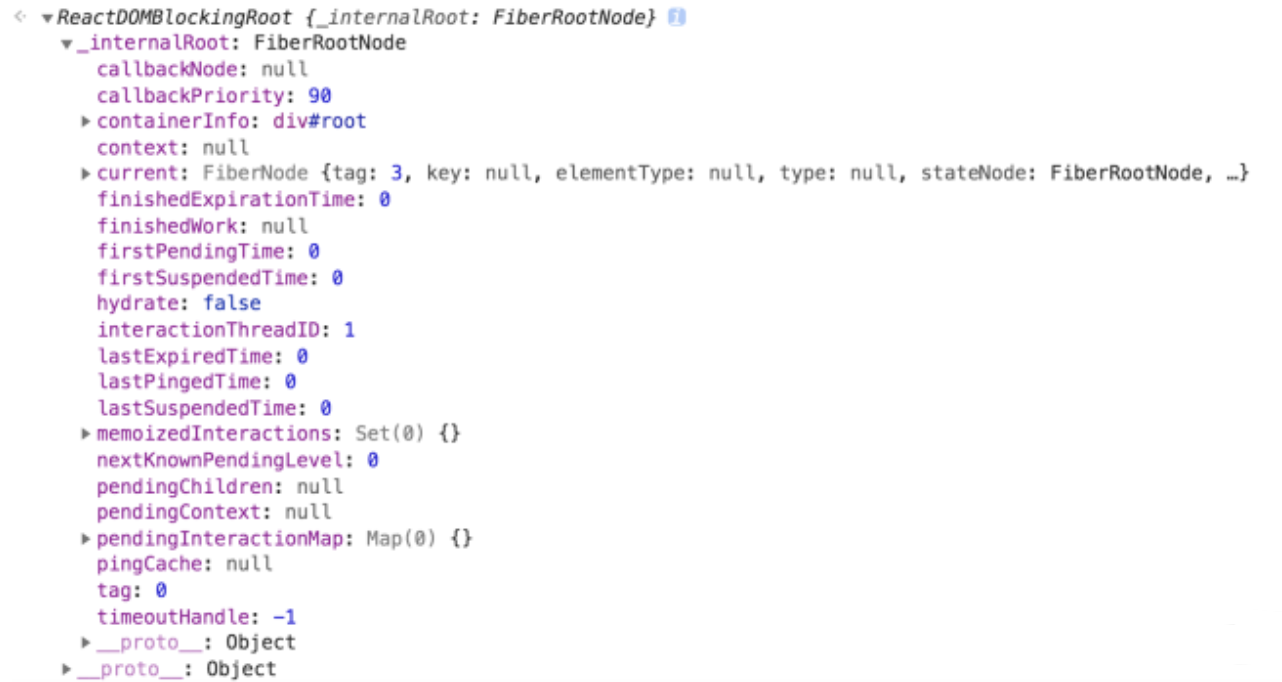 ReactDOMBlockingRoot {_internalRoot: FiberRootNode} i
_internalRoot: FiberRootNode
callbackNode: null
callbackPriority: 90
containerInfo: div#root
context: null
current: FiberNode {tag: 3, key: null, elementType: null, type: null, stateNode: FiberRootNode, …}
finishedExpirationTime: 0
finishedWork: null
firstPendingTime: 0
firstSuspendedTime: 0
hydrate: false
interactionThreadID: 1
lastExpiredTime: 0
lastPingedTime: 0
lastSuspendedTime: 0
memoizedInteractions: Set(0) {}
nextKnownPendingLevel: 0
pendingChildren: null
pendingContext: null
pendingInteractionMap: Map(0) {}
pingCache: null
tag: 0
timeoutHandle: -1
__proto__: Object
__proto__: Object